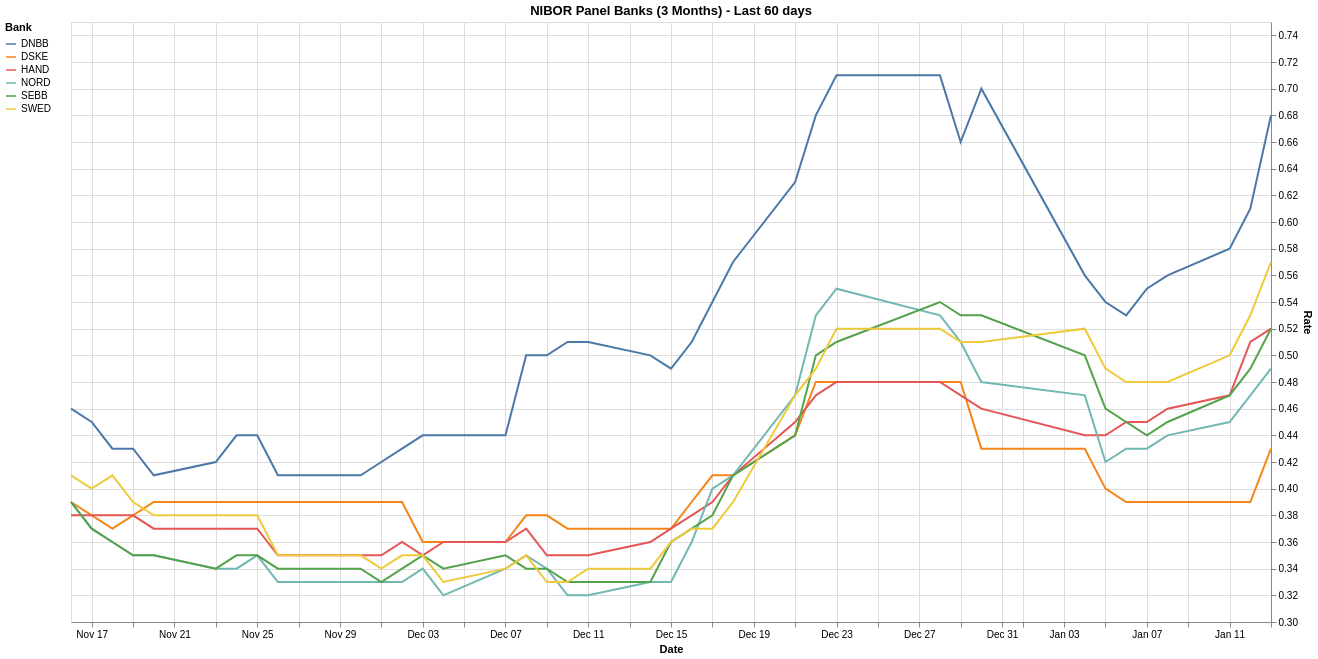 NIBOR Panel Banks (3 Months) - Last 60 days
Bank
DNBB
DSKE
HAND
NORD
SEBB
SWED
0.74
0.72
0.70
0.68
0.66
0.64
0.62
0.60
0.58
0.56
0.54
0.52
0.50
0.48
0.46
0.44
0.42
0.40
0.38
0.36
0.34
0.32
0.30
Rate
Nov 17 Nov 21 Nov 25 Nov 29 Dec 03 Dec 07 Dec 11 Dec 15 Dec 19 Dec 23 Dec 27 Dec 31 Jan 03 Jan 07 Jan 11
Date